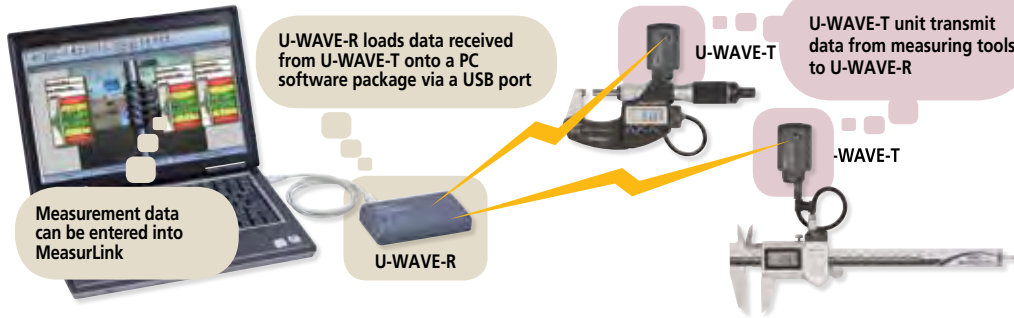 U-WAVE-R loads data received
from U-WAVE-T onto a PC
software package via a USB port
U-WAVE-T
U-WAVE-T unit transmit
data from measuring tools
to U-WAVE-R
-WAVE-T
Measurement data
can be entered into
MeasurLink
U-WAVE-R